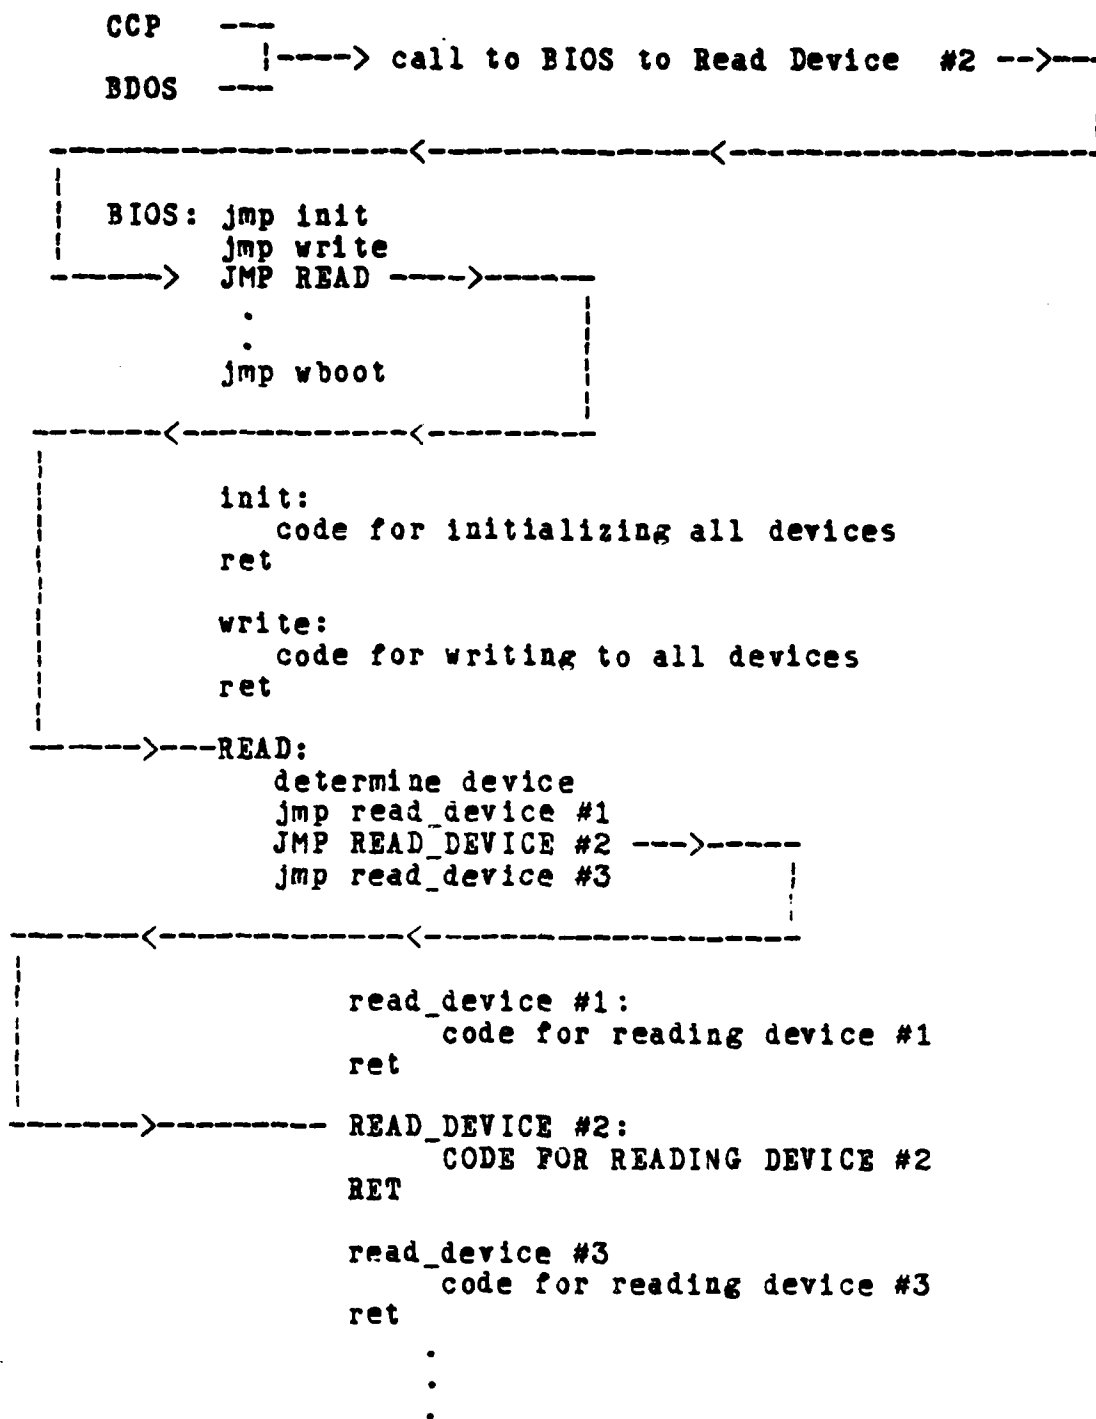 CCP ---
|----> call to BIOS to Read Device #2 -->---
BDOS ---
BIOS: jmp init
jmp write
-----> JMP READ ---->------
.
.
jmp wboot
init:
code for initializing all devices
ret
write:
code for writing to all devices
ret
------>---READ:
determine device
jmp read_device #1
JMP READ_DEVICE #2 --->-----
jmp read_device #3
read_device #1:
code for reading device #1
ret
------>--------- READ_DEVICE #2:
CODE FOR READING DEVICE #2
RET
read_device #3
code for reading device #3
ret
.
.
.